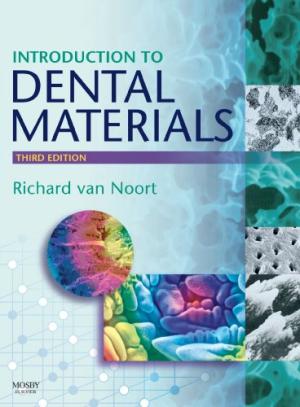 INTRODUCTION TO
DENTAL
MATERIALS
THIRD EDITION
Richard van Noort
MOSBY
ELSEVIER